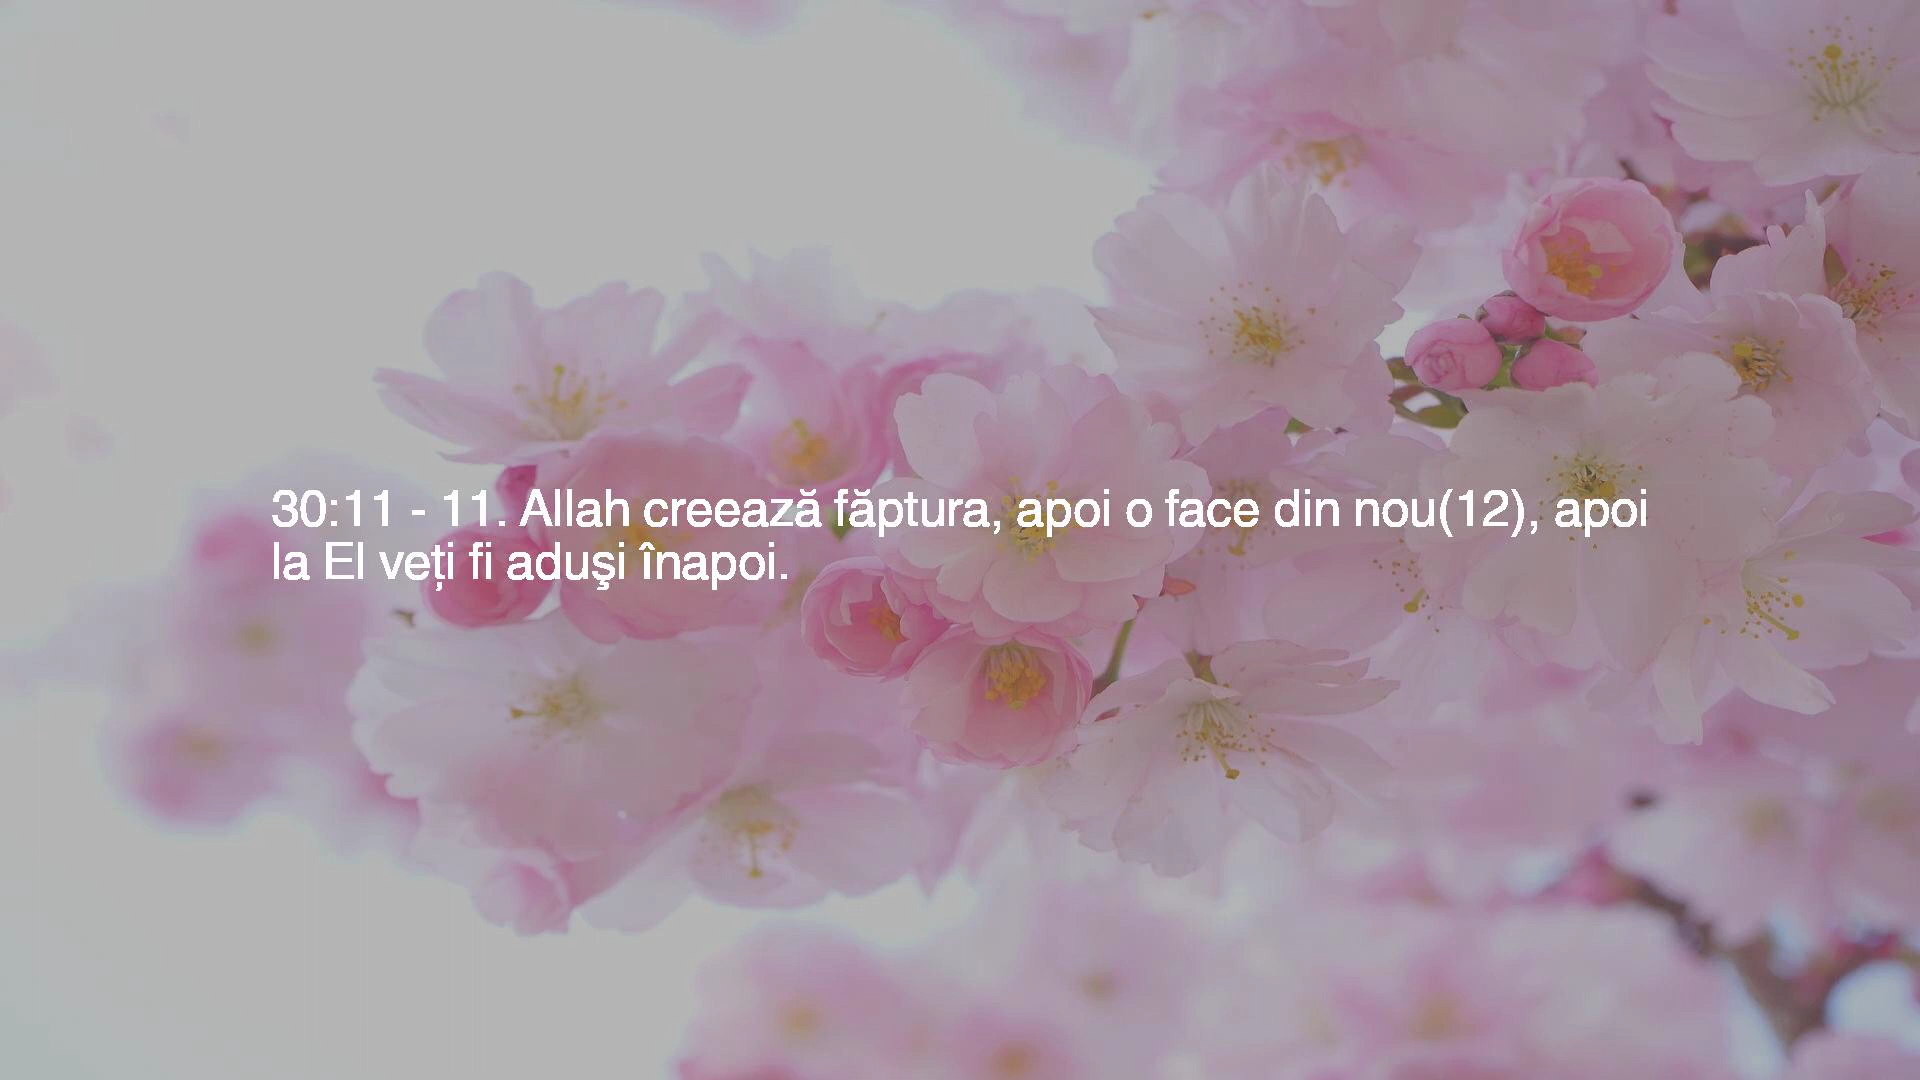 30:11 - 11. Allah creează făptura, apoi o face din nou(12), apoi
la El veți fi aduşi înapoi.